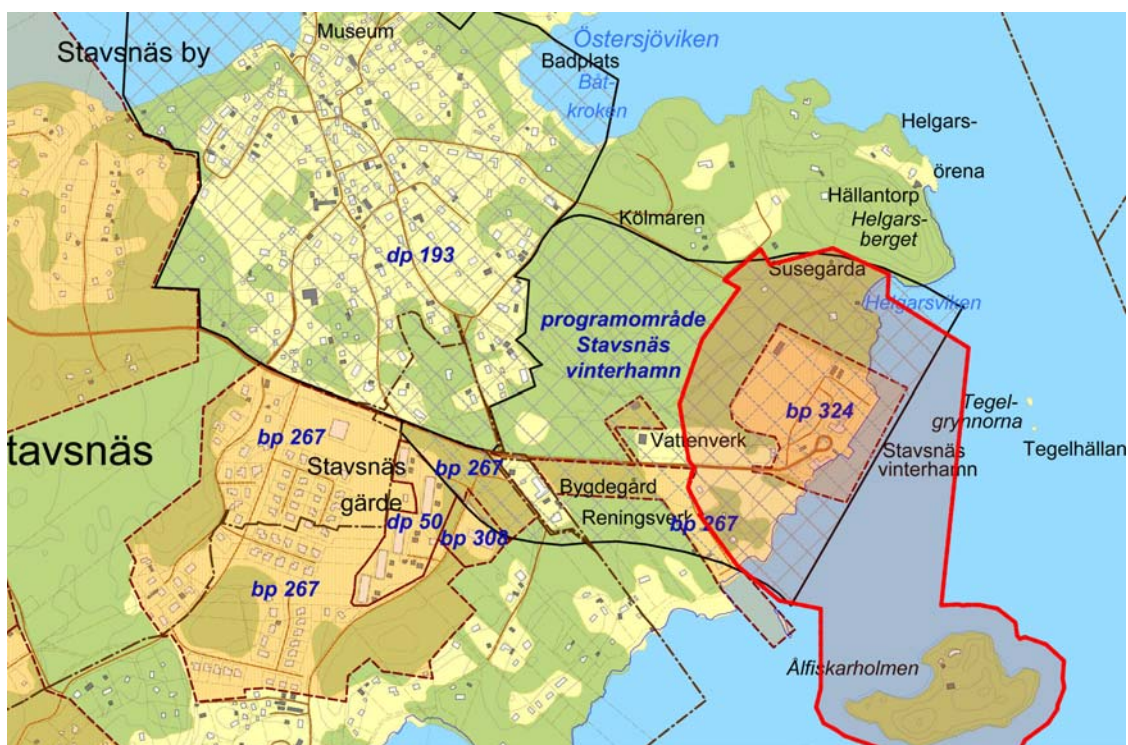 Museum
Östersjöviken
Stavsnäs by
Badplats
Båt-
kroken
Helgars-
örena
Hällantorp
Kölmaren
Helgars-
berget
dp 193
Susegårda
Helgarsviken
programområde
Stavsnäs
vinterhamn
Tegel-
grynnorna
bp 324
Vattenverk
Stavsnäs
vinterhamn
Tegelhällan
tavsnäs
bp 267
Stavsnäs
gärde
bp 267
Bygdegård
dp 50
Reningsverk
bp 267
bp 308
bp 267
Ålfiskarholmen